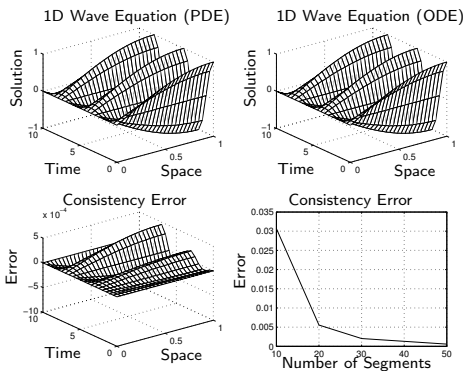 1D Wave Equation (PDE)
1
0
−1
10
5
0
0
0.5
1
Solution
Time
Space
1D Wave Equation (ODE)
1
0
−1
10
5
0
0
0.5
1
Solution
Time
Space
Consistency Error
x 10⁻⁴
5
0
−5
−10
10
5
0
0
0.5
1
Error
Time
Space
Consistency Error
0.035
0.03
0.025
0.02
0.015
0.01
0.005
0
10
20
30
40
50
Error
Number of Segments